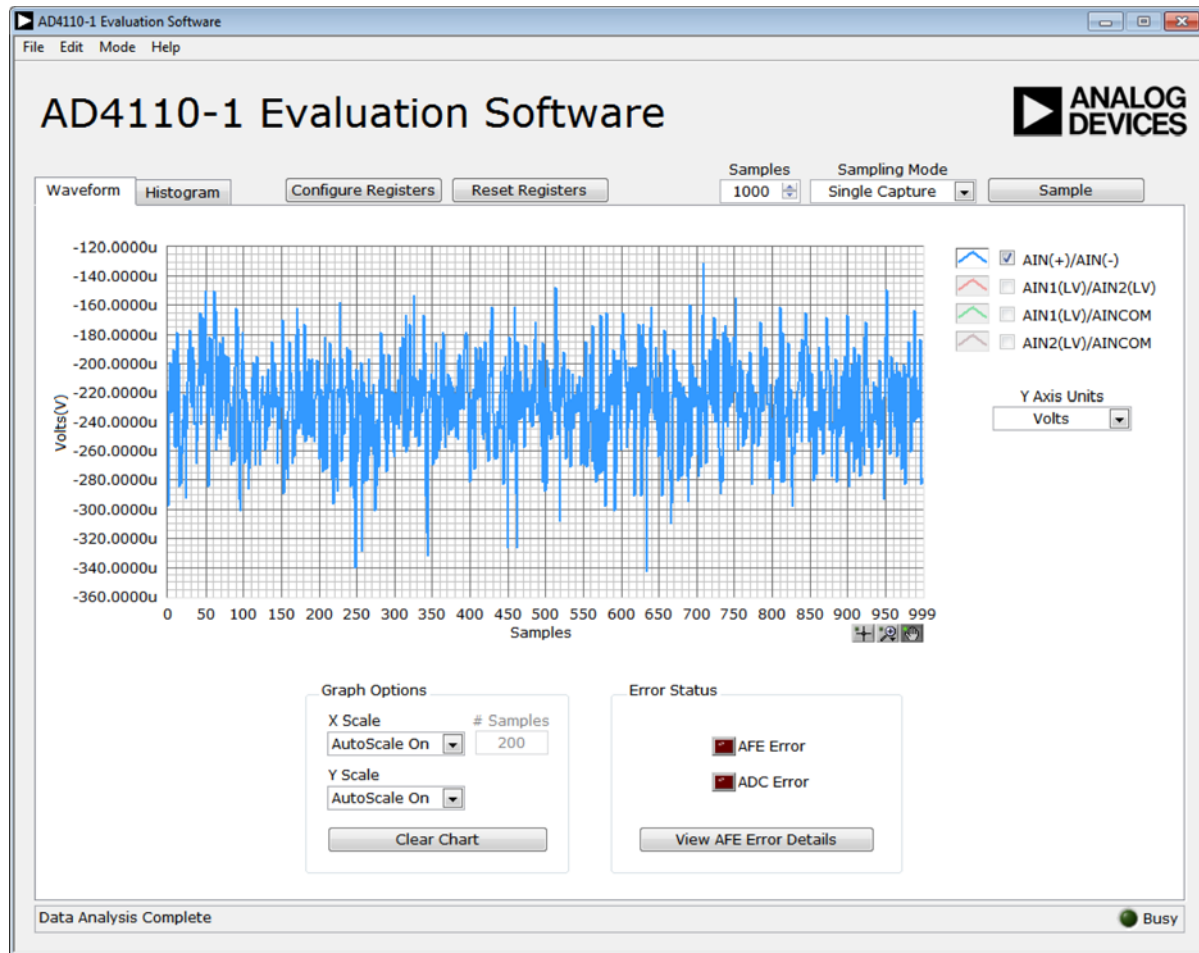 AD4110-1 Evaluation Software
File Edit Mode Help
AD4110-1 Evaluation Software
ANALOG
DEVICES
Samples Sampling Mode
Waveform Histogram Configure Registers Reset Registers 1000 Single Capture Sample
-120.0000u
-140.0000u
-160.0000u
-180.0000u
-200.0000u
-220.0000u
-240.0000u
-260.0000u
-280.0000u
-300.0000u
-320.0000u
-340.0000u
-360.0000u
Volts(V)
0 50 100 150 200 250 300 350 400 450 500 550 600 650 700 750 800 850 900 950 999
Samples
AIN(+)/AIN(-)
AIN1(LV)/AIN2(LV)
AIN1(LV)/AINCOM
AIN2(LV)/AINCOM
Y Axis Units
Volts
Graph Options
X Scale # Samples
AutoScale On 200
Y Scale
AutoScale On
Clear Chart
Error Status
AFE Error
ADC Error
View AFE Error Details
Data Analysis Complete Busy